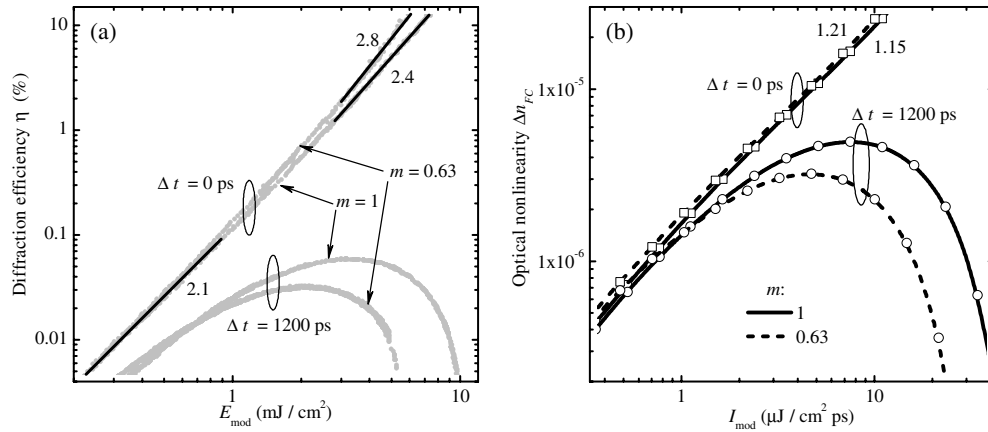 (a)
Diffraction efficiency η (%)
10
1
0.1
0.01
2.8
2.4
2.1
Δ t = 0 ps
m = 0.63
m = 1
Δ t = 1200 ps
1
10
E_mod (mJ / cm²)
(b)
Optical nonlinearity Δn_FC
1x10⁻⁵
1x10⁻⁶
1.21
1.15
Δ t = 0 ps
Δ t = 1200 ps
m:
1
0.63
1
10
I_mod (μJ / cm² ps)